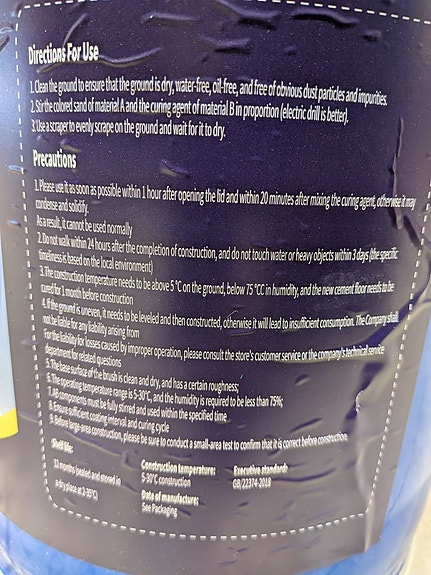 Directions For Use
1. Clean the ground to ensure that the ground is dry, water-free, oil-free, and free of obvious dust particles and impurities.
2. Stir the colored sand of material A and the curing agent of material B in proportion (electric drill is better).
3 Use a scraper to evenly scrape on the ground and wait for it to dry.
Precautions
1. Please use it as soon as possible within 1 hour after opening the lid and within 20 minutes after mixing the curing agent, otherwise it may
condense and solidify.
As a result, it cannot be used normally
2. Do not walk within 24 hours after the completion of construction, and do not touch water or heavy objects within 3 days (the specific
timeliness is based on the local environment)
3. The construction temperature needs to be above 5 °C on the ground, below 75 °CC in humidity, and the new cement floor needs to be
cured for 1 month before construction
4. If the ground is uneven, it needs to be leveled and then constructed, otherwise it will lead to insufficient consumption. The Company shall
not be liable for any liability arising from
For the liability for losses caused by improper operation, please consult the store's customer service or the company's technical service
department for related questions
5. The base surface of the brush is clean and dry, and has a certain roughness;
6. The operating temperature range is 5-30°C, and the humidity is required to be less than 75%;
7. AB components must be fully stirred and used within the specified time
8. Ensure sufficient coating interval and curing cycle
9. Before large-area construction, please be sure to conduct a small-area test to confirm that it is correct before construction.
Shelf life:
12 months (sealed and stored in
a dry place at 2-35°C)
Construction temperature:
5-30°C construction
Date of manufacture:
See Packaging
Executive standard:
GB/22374-2018